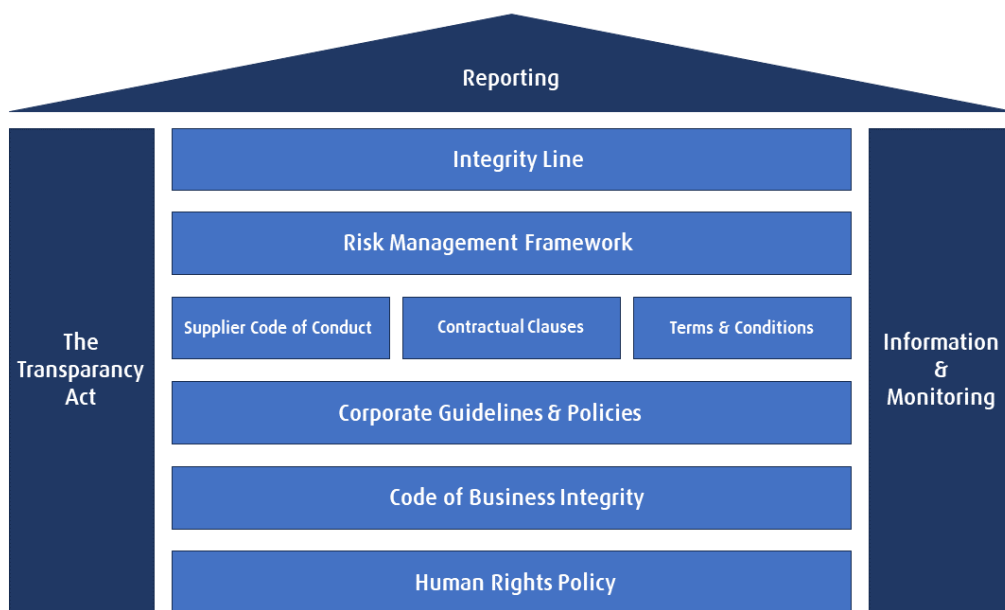 Reporting
Integrity Line
Risk Management Framework
Supplier Code of Conduct
Contractual Clauses
Terms & Conditions
The
Transparancy
Act
Information
&
Monitoring
Corporate Guidelines & Policies
Code of Business Integrity
Human Rights Policy